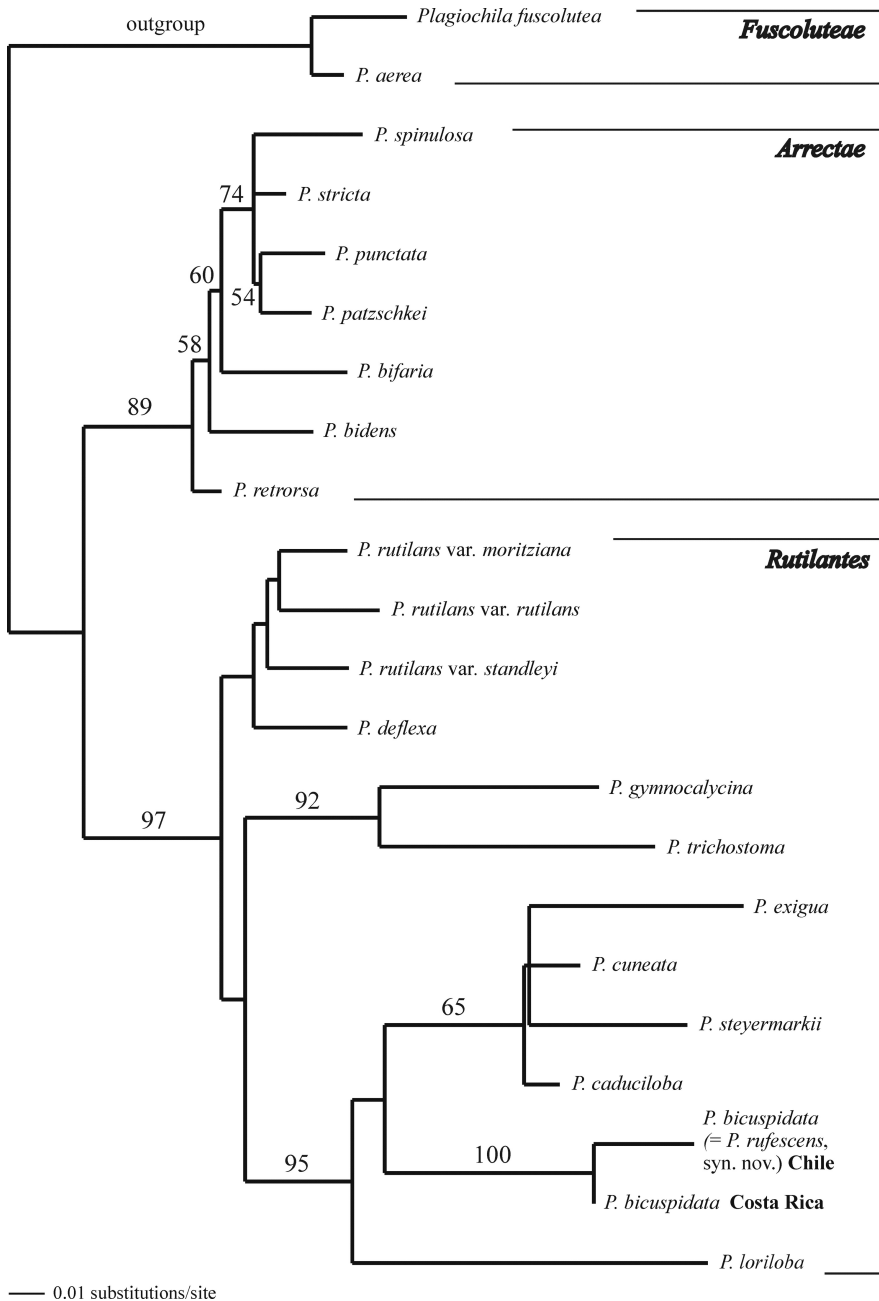 Plagiochila fuscolutea
outgroup
Fuscoluteae
P. aerea
P. spinulosa
Arrectae
74
P. stricta
P. punctata
60
54
P. patzschkei
58
P. bifaria
89
P. bidens
P. retrorsa
P. rutilans var. moritziana
Rutilantes
P. rutilans var. rutilans
P. rutilans var. standleyi
P. deflexa
P. gymnocalycina
92
97
P. trichostoma
P. exigua
P. cuneata
65
P. steyermarkii
P. caduciloba
P. bicuspidata
(= P. rufescens,
syn. nov.) Chile
100
95
P. bicuspidata Costa Rica
P. loriloba
0.01 substitutions/site